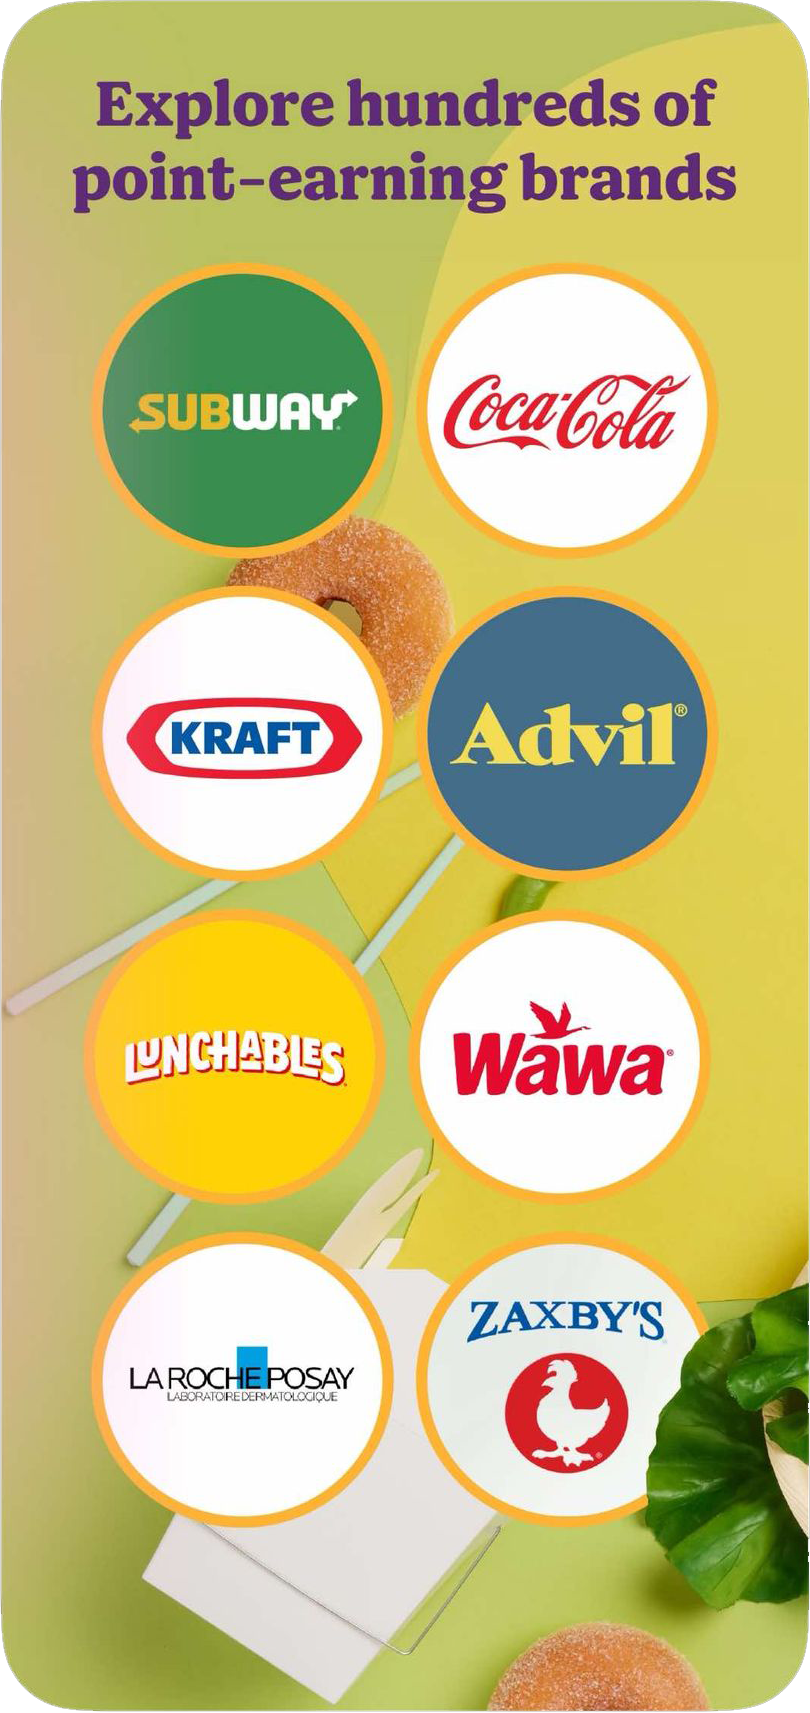 Explore hundreds of
point-earning brands
SUBWAY®
Coca-Cola
KRAFT
Advil®
LUNCHABLES
Wawa®
LA ROCHE POSAY
LABORATOIRE DERMATOLOGIQUE
ZAXBY'S